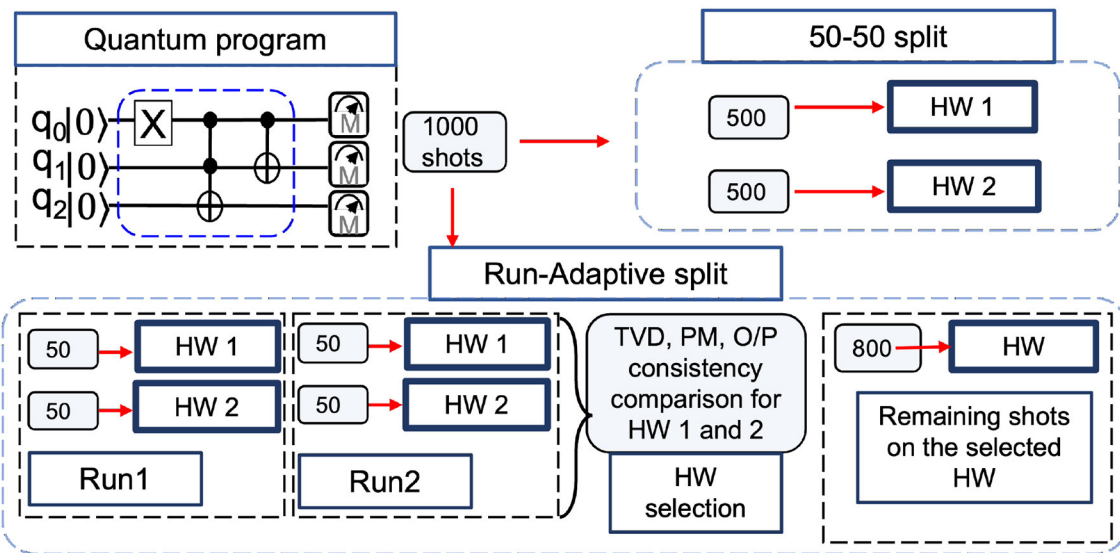 Quantum program
50-50 split
q0|0⟩
X
M
q1|0⟩
M
q2|0⟩
M
1000
shots
500
HW 1
500
HW 2
Run-Adaptive split
50
HW 1
50
HW 2
Run1
50
HW 1
50
HW 2
Run2
TVD, PM, O/P
consistency
comparison for
HW 1 and 2
HW
selection
800
HW
Remaining shots
on the selected
HW